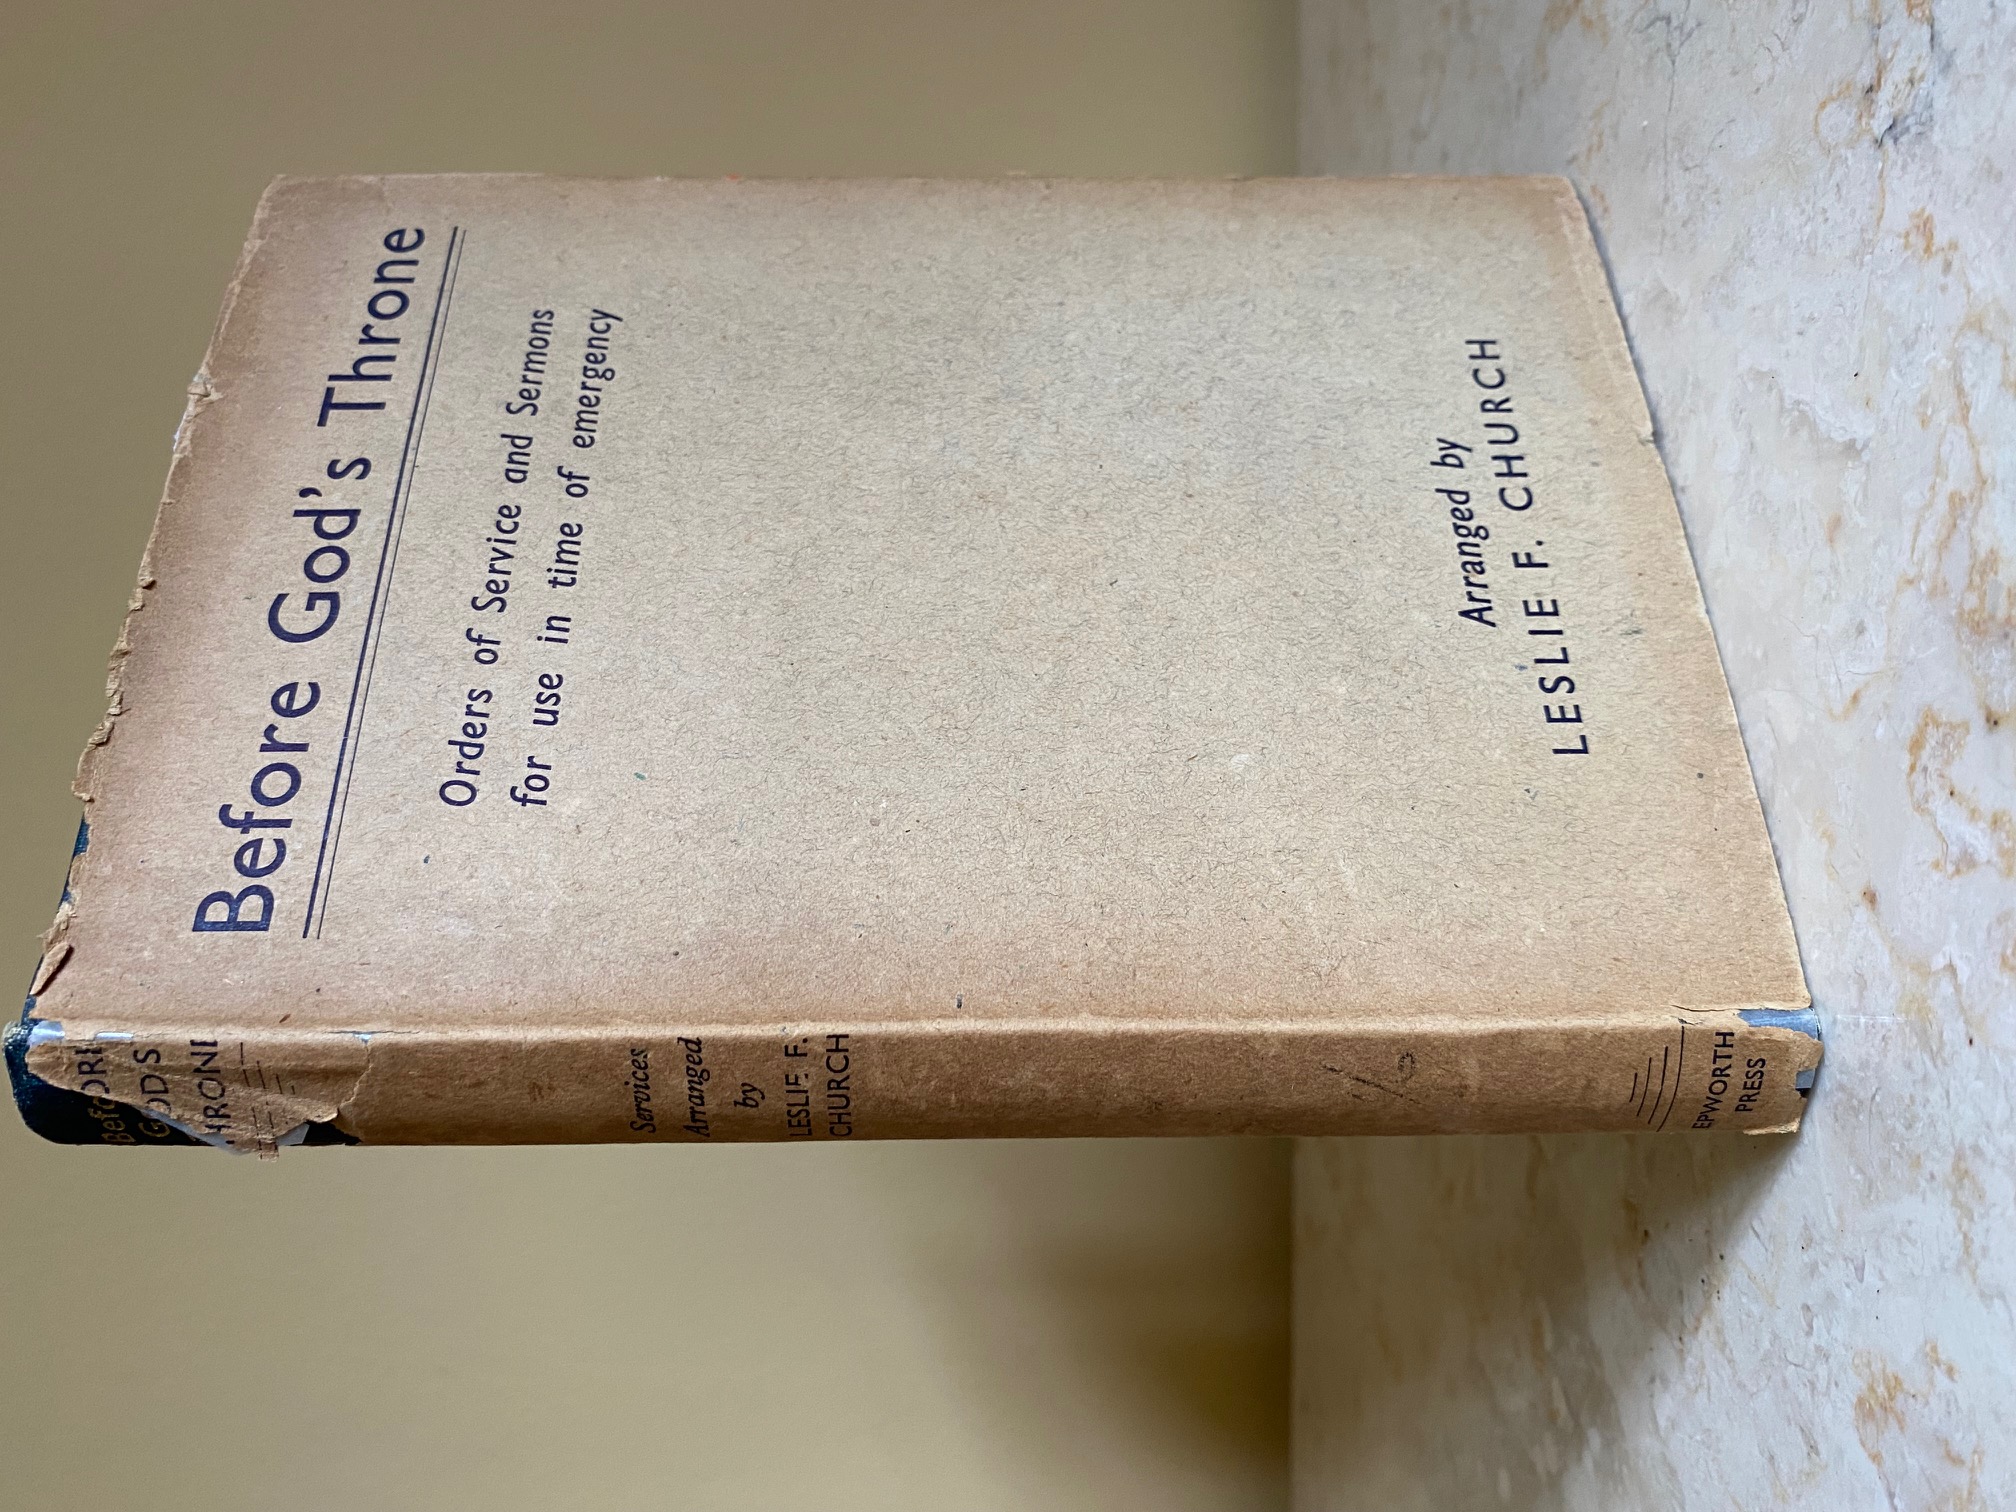 Before God's Throne
Orders of Service and Sermons
for use in time of emergency
Arranged by
LESLIE F. CHURCH
Services
Arranged
by
LESLIE F.
CHURCH
EPWORTH
PRESS